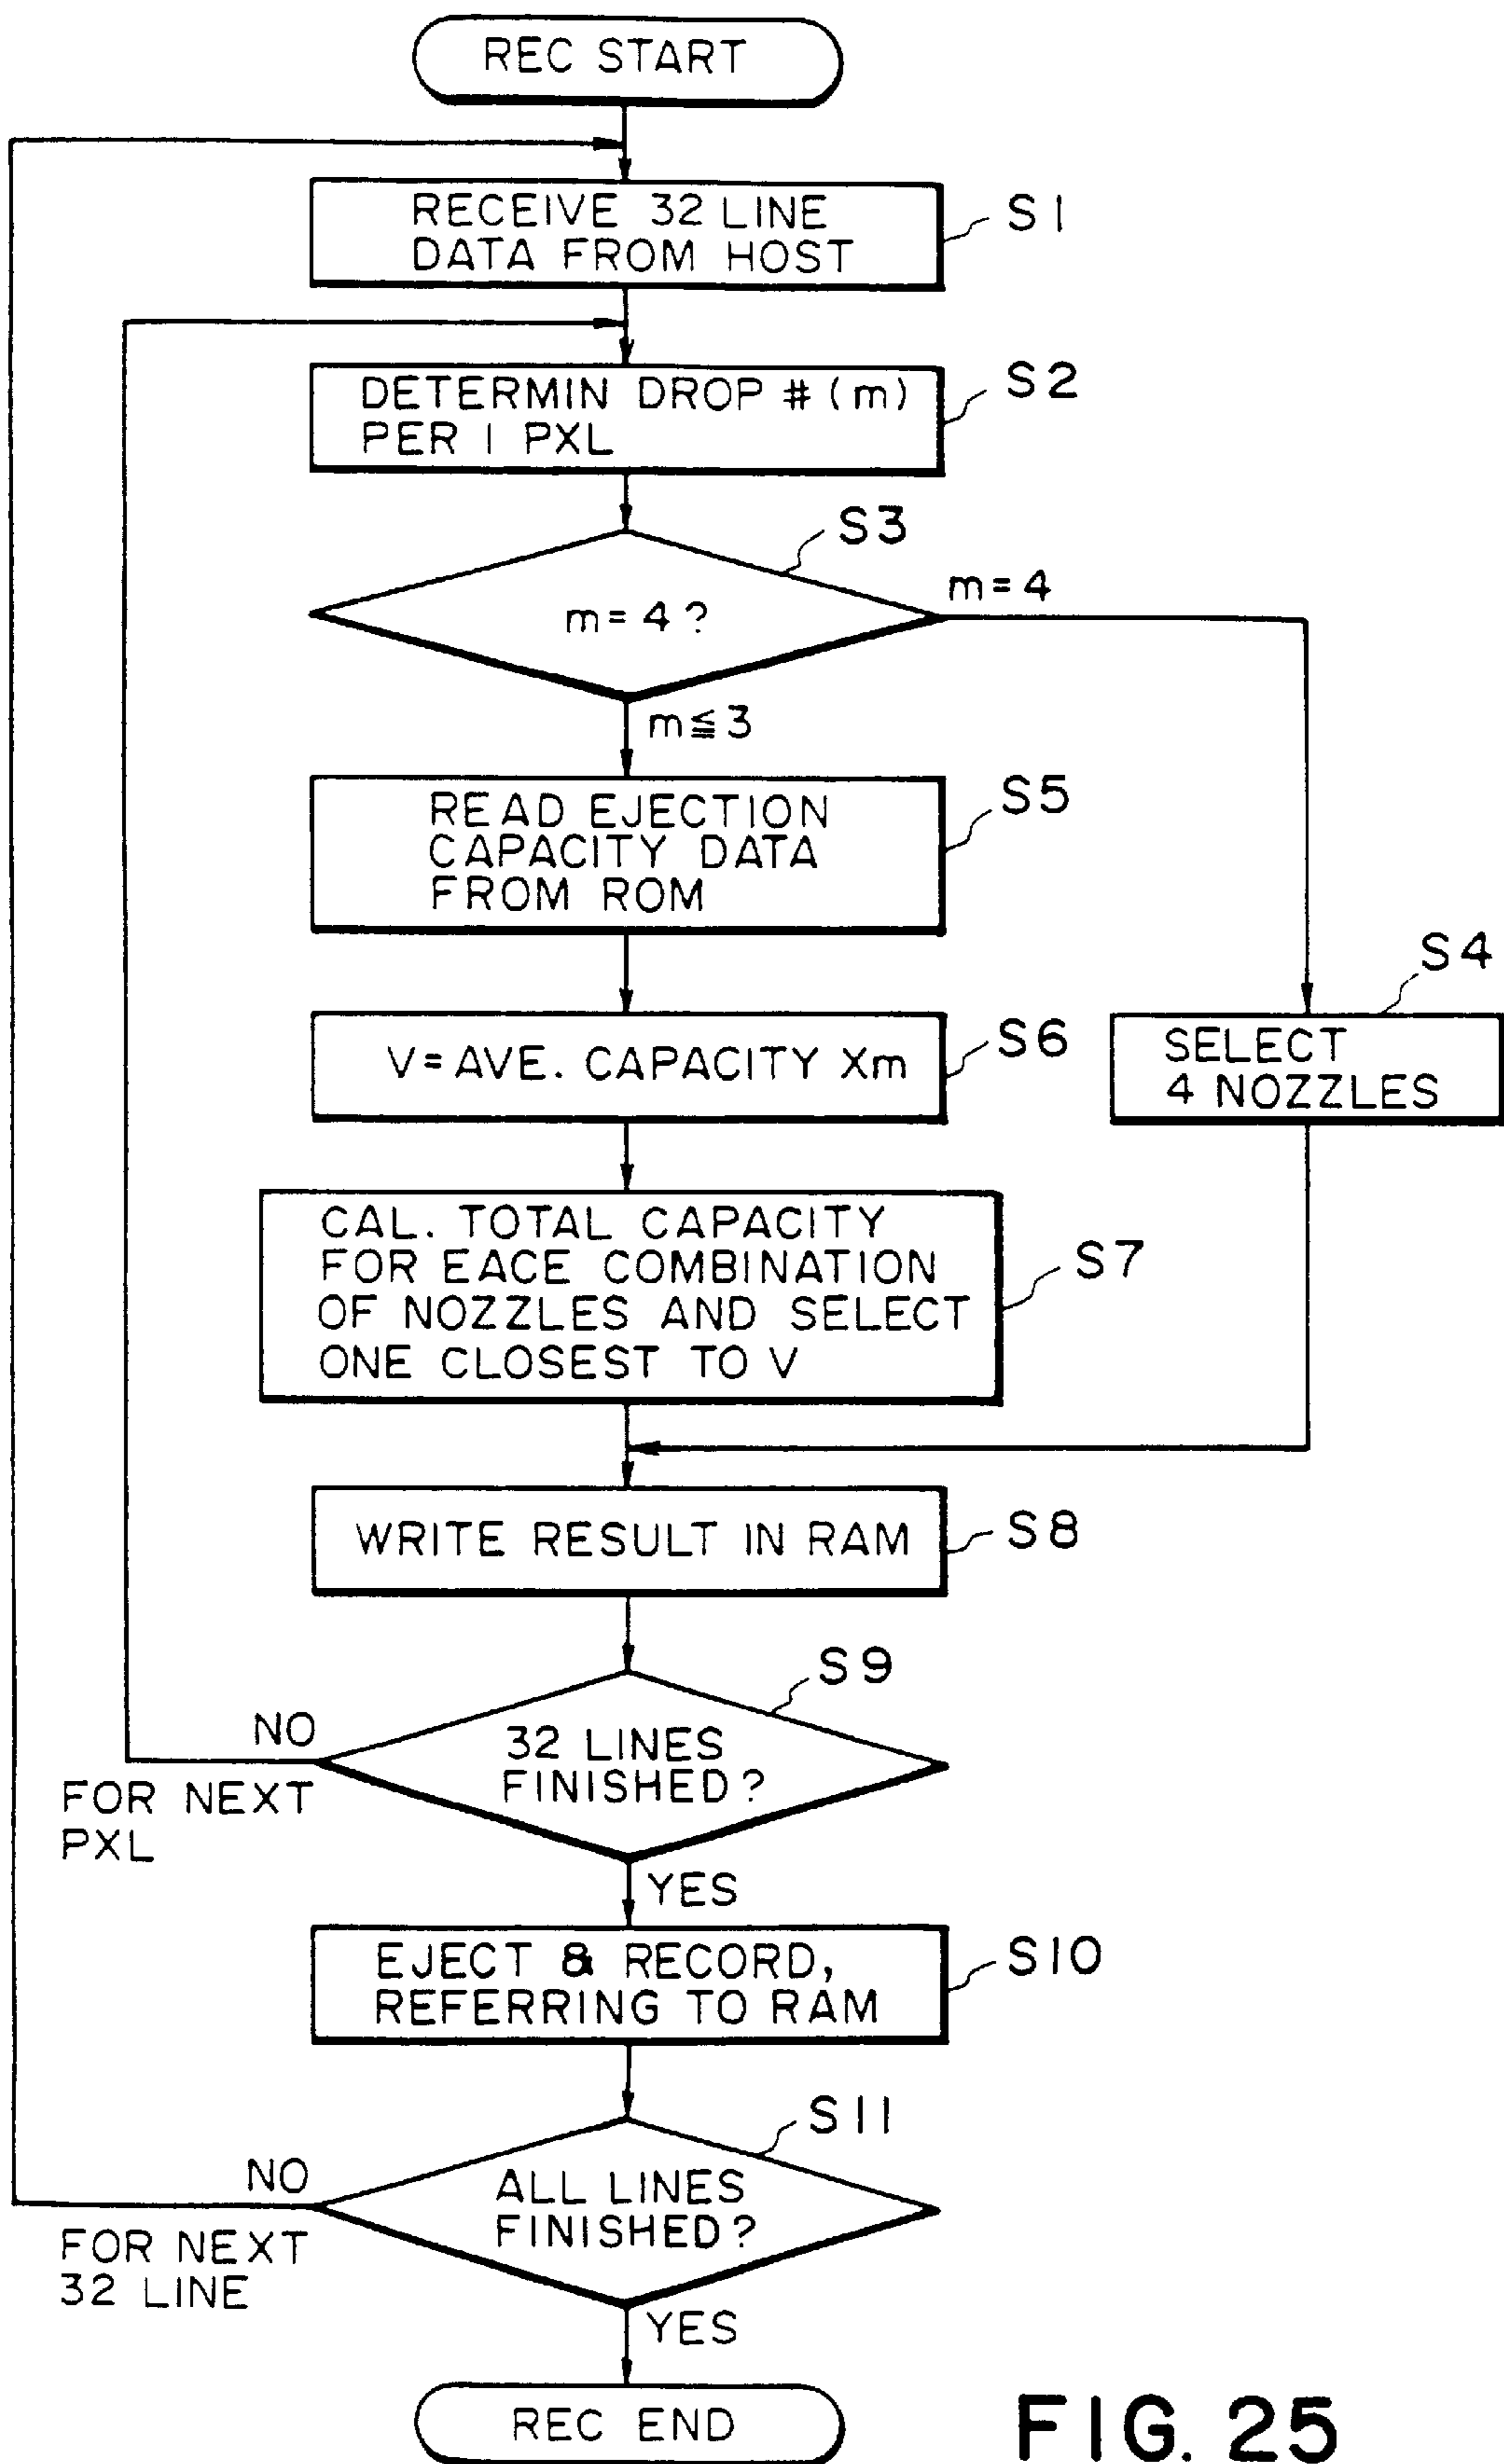 REC START
RECEIVE 32 LINE
DATA FROM HOST
S1
DETERMIN DROP # (m)
PER 1 PXL
S2
S3
m=4?
m=4
m≦3
READ EJECTION
CAPACITY DATA
FROM ROM
S5
S4
SELECT
4 NOZZLES
V=AVE. CAPACITY Xm
S6
CAL. TOTAL CAPACITY
FOR EACE COMBINATION
OF NOZZLES AND SELECT
ONE CLOSEST TO V
S7
WRITE RESULT IN RAM
S8
S9
32 LINES
FINISHED?
NO
FOR NEXT
PXL
YES
EJECT & RECORD,
REFERRING TO RAM
S10
S11
ALL LINES
FINISHED?
NO
FOR NEXT
32 LINE
YES
REC END
FIG. 25